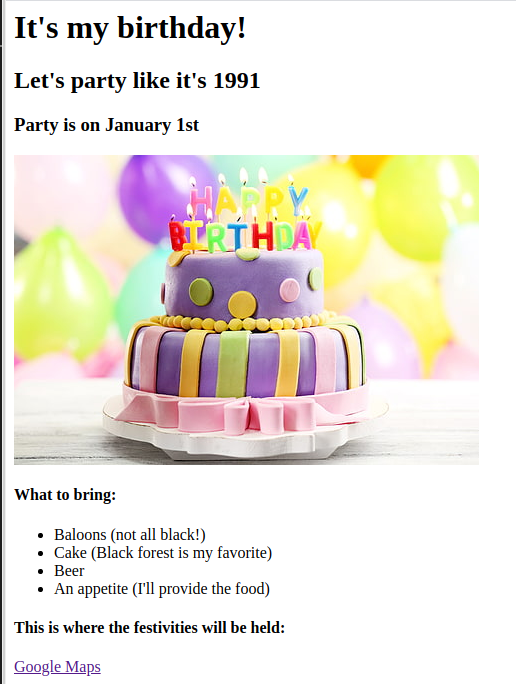 It's my birthday!
Let's party like it's 1991
Party is on January 1st
HAPPY
BIRTHDAY
What to bring:
Baloons (not all black!)
Cake (Black forest is my favorite)
Beer
An appetite (I'll provide the food)
This is where the festivities will be held:
Google Maps